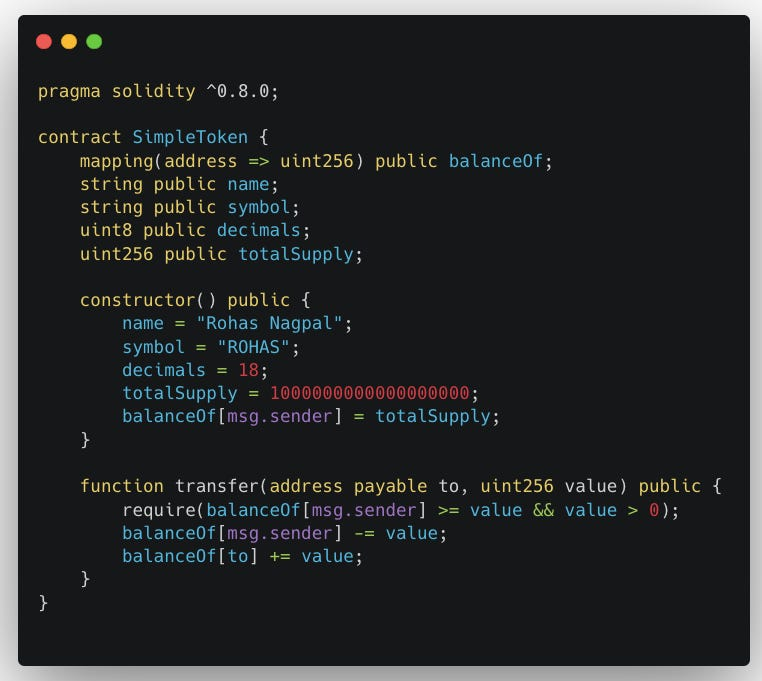 pragma solidity ^0.8.0;
contract SimpleToken {
    mapping(address => uint256) public balanceOf;
    string public name;
    string public symbol;
    uint8 public decimals;
    uint256 public totalSupply;
    constructor() public {
        name = "Rohas Nagpal";
        symbol = "ROHAS";
        decimals = 18;
        totalSupply = 1000000000000000000;
        balanceOf[msg.sender] = totalSupply;
    }
    function transfer(address payable to, uint256 value) public {
        require(balanceOf[msg.sender] >= value && value > 0);
        balanceOf[msg.sender] -= value;
        balanceOf[to] += value;
    }
}